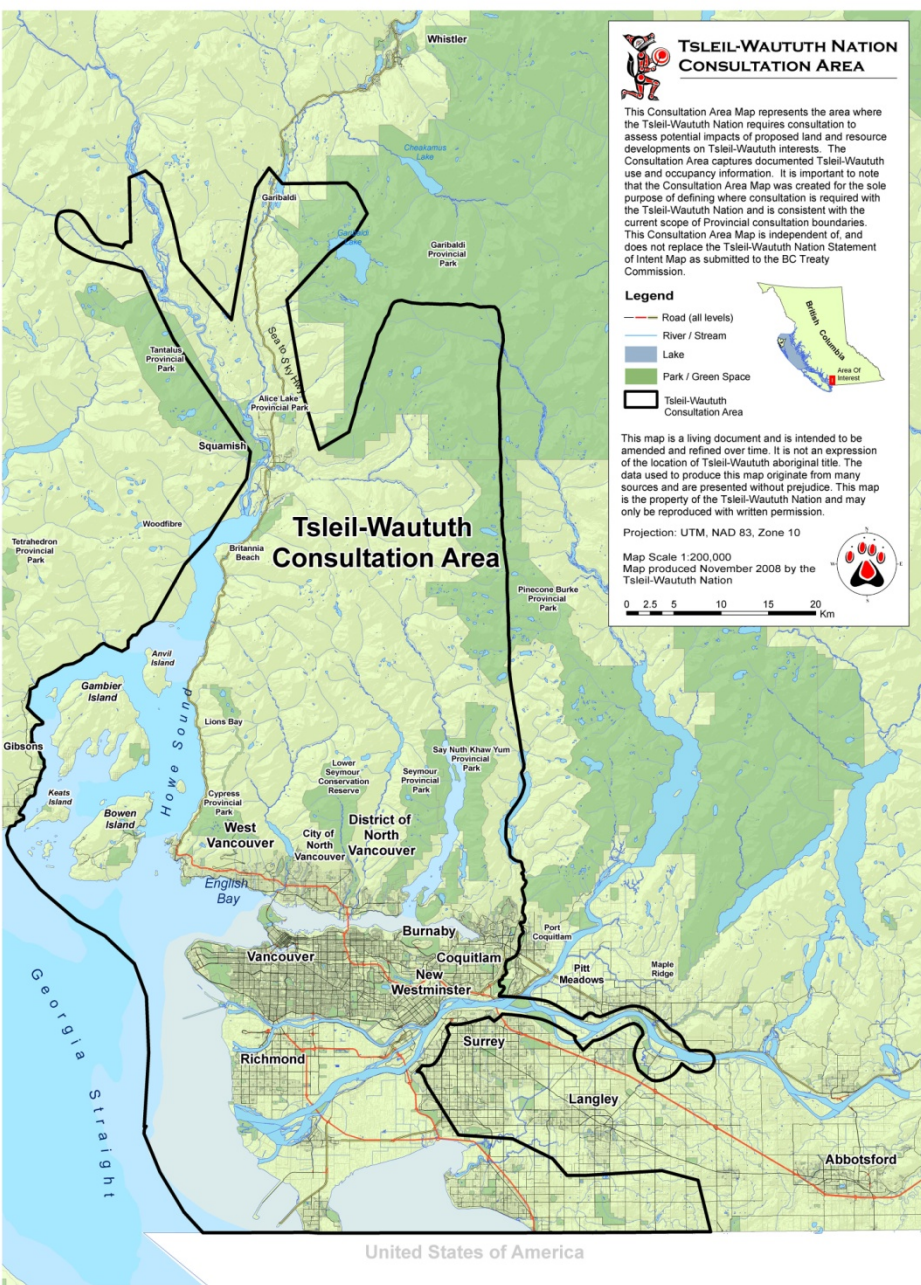 TSLEIL-WAUTUTH NATION
CONSULTATION AREA
This Consultation Area Map represents the area where
the Tsleil-Waututh Nation requires consultation to
assess potential impacts of proposed land and resource
developments on Tsleil-Waututh interests. The
Consultation Area captures documented Tsleil-Waututh
use and occupancy information. It is important to note
that the Consultation Area Map was created for the sole
purpose of defining where consultation is required with
the Tsleil-Waututh Nation and is consistent with the
current scope of Provincial consultation boundaries.
This Consultation Area Map is independent of, and
does not replace the Tsleil-Waututh Nation Statement
of Intent Map as submitted to the BC Treaty
Commission.
Legend
Road (all levels)
River / Stream
Lake
Park / Green Space
Tsleil-Waututh
Consultation Area
British Columbia
Area Of
Interest
This map is a living document and is intended to be
amended and refined over time. It is not an expression
of the location of Tsleil-Waututh aboriginal title. The
data used to produce this map originate from many
sources and are presented without prejudice. This map
is the property of the Tsleil-Waututh Nation and may
only be reproduced with written permission.
Projection: UTM, NAD 83, Zone 10
Map Scale 1:200,000
Map produced November 2008 by the
Tsleil-Waututh Nation
0 2.5 5 10 15 20
Km
Whistler
Cheakamus
Lake
Garibaldi
Garibaldi
Lake
Garibaldi
Provincial
Park
Sea to Sky Hwy
Tantalus
Provincial
Park
Alice Lake
Provincial Park
Squamish
Woodfibre
Tetrahedron
Provincial
Park
Britannia
Beach
Tsleil-Waututh
Consultation Area
Pinecone Burke
Provincial
Park
Anvil
Island
Gambier
Island
Howe Sound
Lions Bay
Gibsons
Keats
Island
Bowen
Island
Cypress
Provincial
Park
Lower
Seymour
Conservation
Reserve
Seymour
Provincial
Park
Say Nuth Khaw Yum
Provincial
Park
West
Vancouver
City of
North
Vancouver
District of
North
Vancouver
English
Bay
Burnaby
Vancouver
Coquitlam
Port
Coquitlam
New
Westminster
Pitt
Meadows
Maple
Ridge
Richmond
Surrey
Langley
Abbotsford
Georgia Straight
United States of America